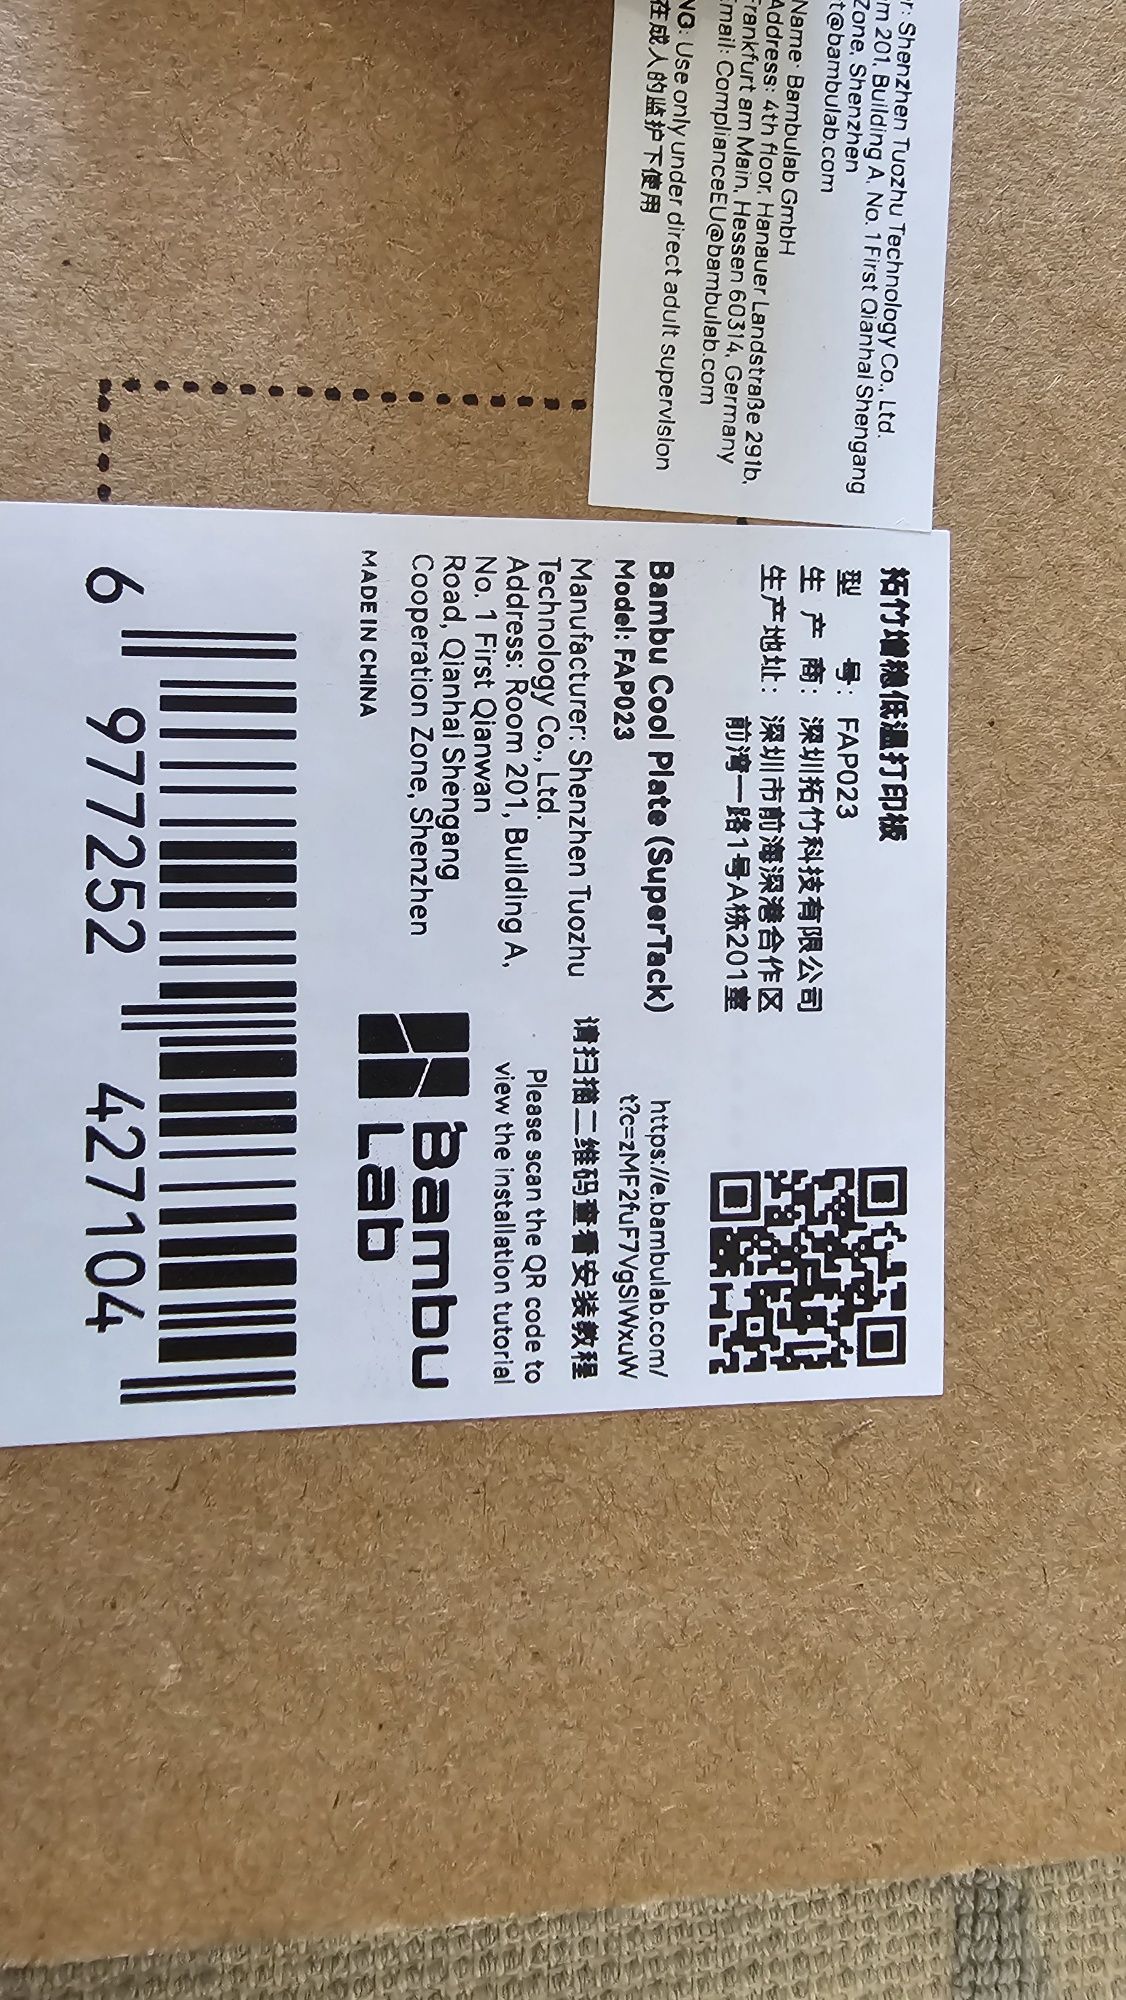 r: Shenzhen Tuozhu Technology Co., Ltd.
m 201, Building A, No. 1 First Qianhai Shengang
Zone, Shenzhen
t@bambulab.com
Name: Bambulab GmbH
Address: 4th floor, Hanauer Landstraße 291b,
Frankfurt am Main, Hessen 60314, Germany
Email: ComplianceEU@bambulab.com
NG: Use only under direct adult supervision
在成人的监护下使用
拓竹增稳低温打印板
型 号: FAP023
生 产 商: 深圳拓竹科技有限公司
生产地址: 深圳市前海深港合作区
前湾一路1号A栋201室
Bambu Cool Plate (SuperTack)
Model: FAP023
Manufacturer: Shenzhen Tuozhu
Technology Co., Ltd.
Address: Room 201, Building A,
No. 1 First Qianwan
Road, Qianhai Shengang
Cooperation Zone, Shenzhen
MADE IN CHINA
https://e.bambulab.com/
t?c=zMF2fuF7VgSIWxuW
请扫描二维码查看安装教程
Please scan the QR code to
view the installation tutorial
Bambu
Lab
6 977252 427104